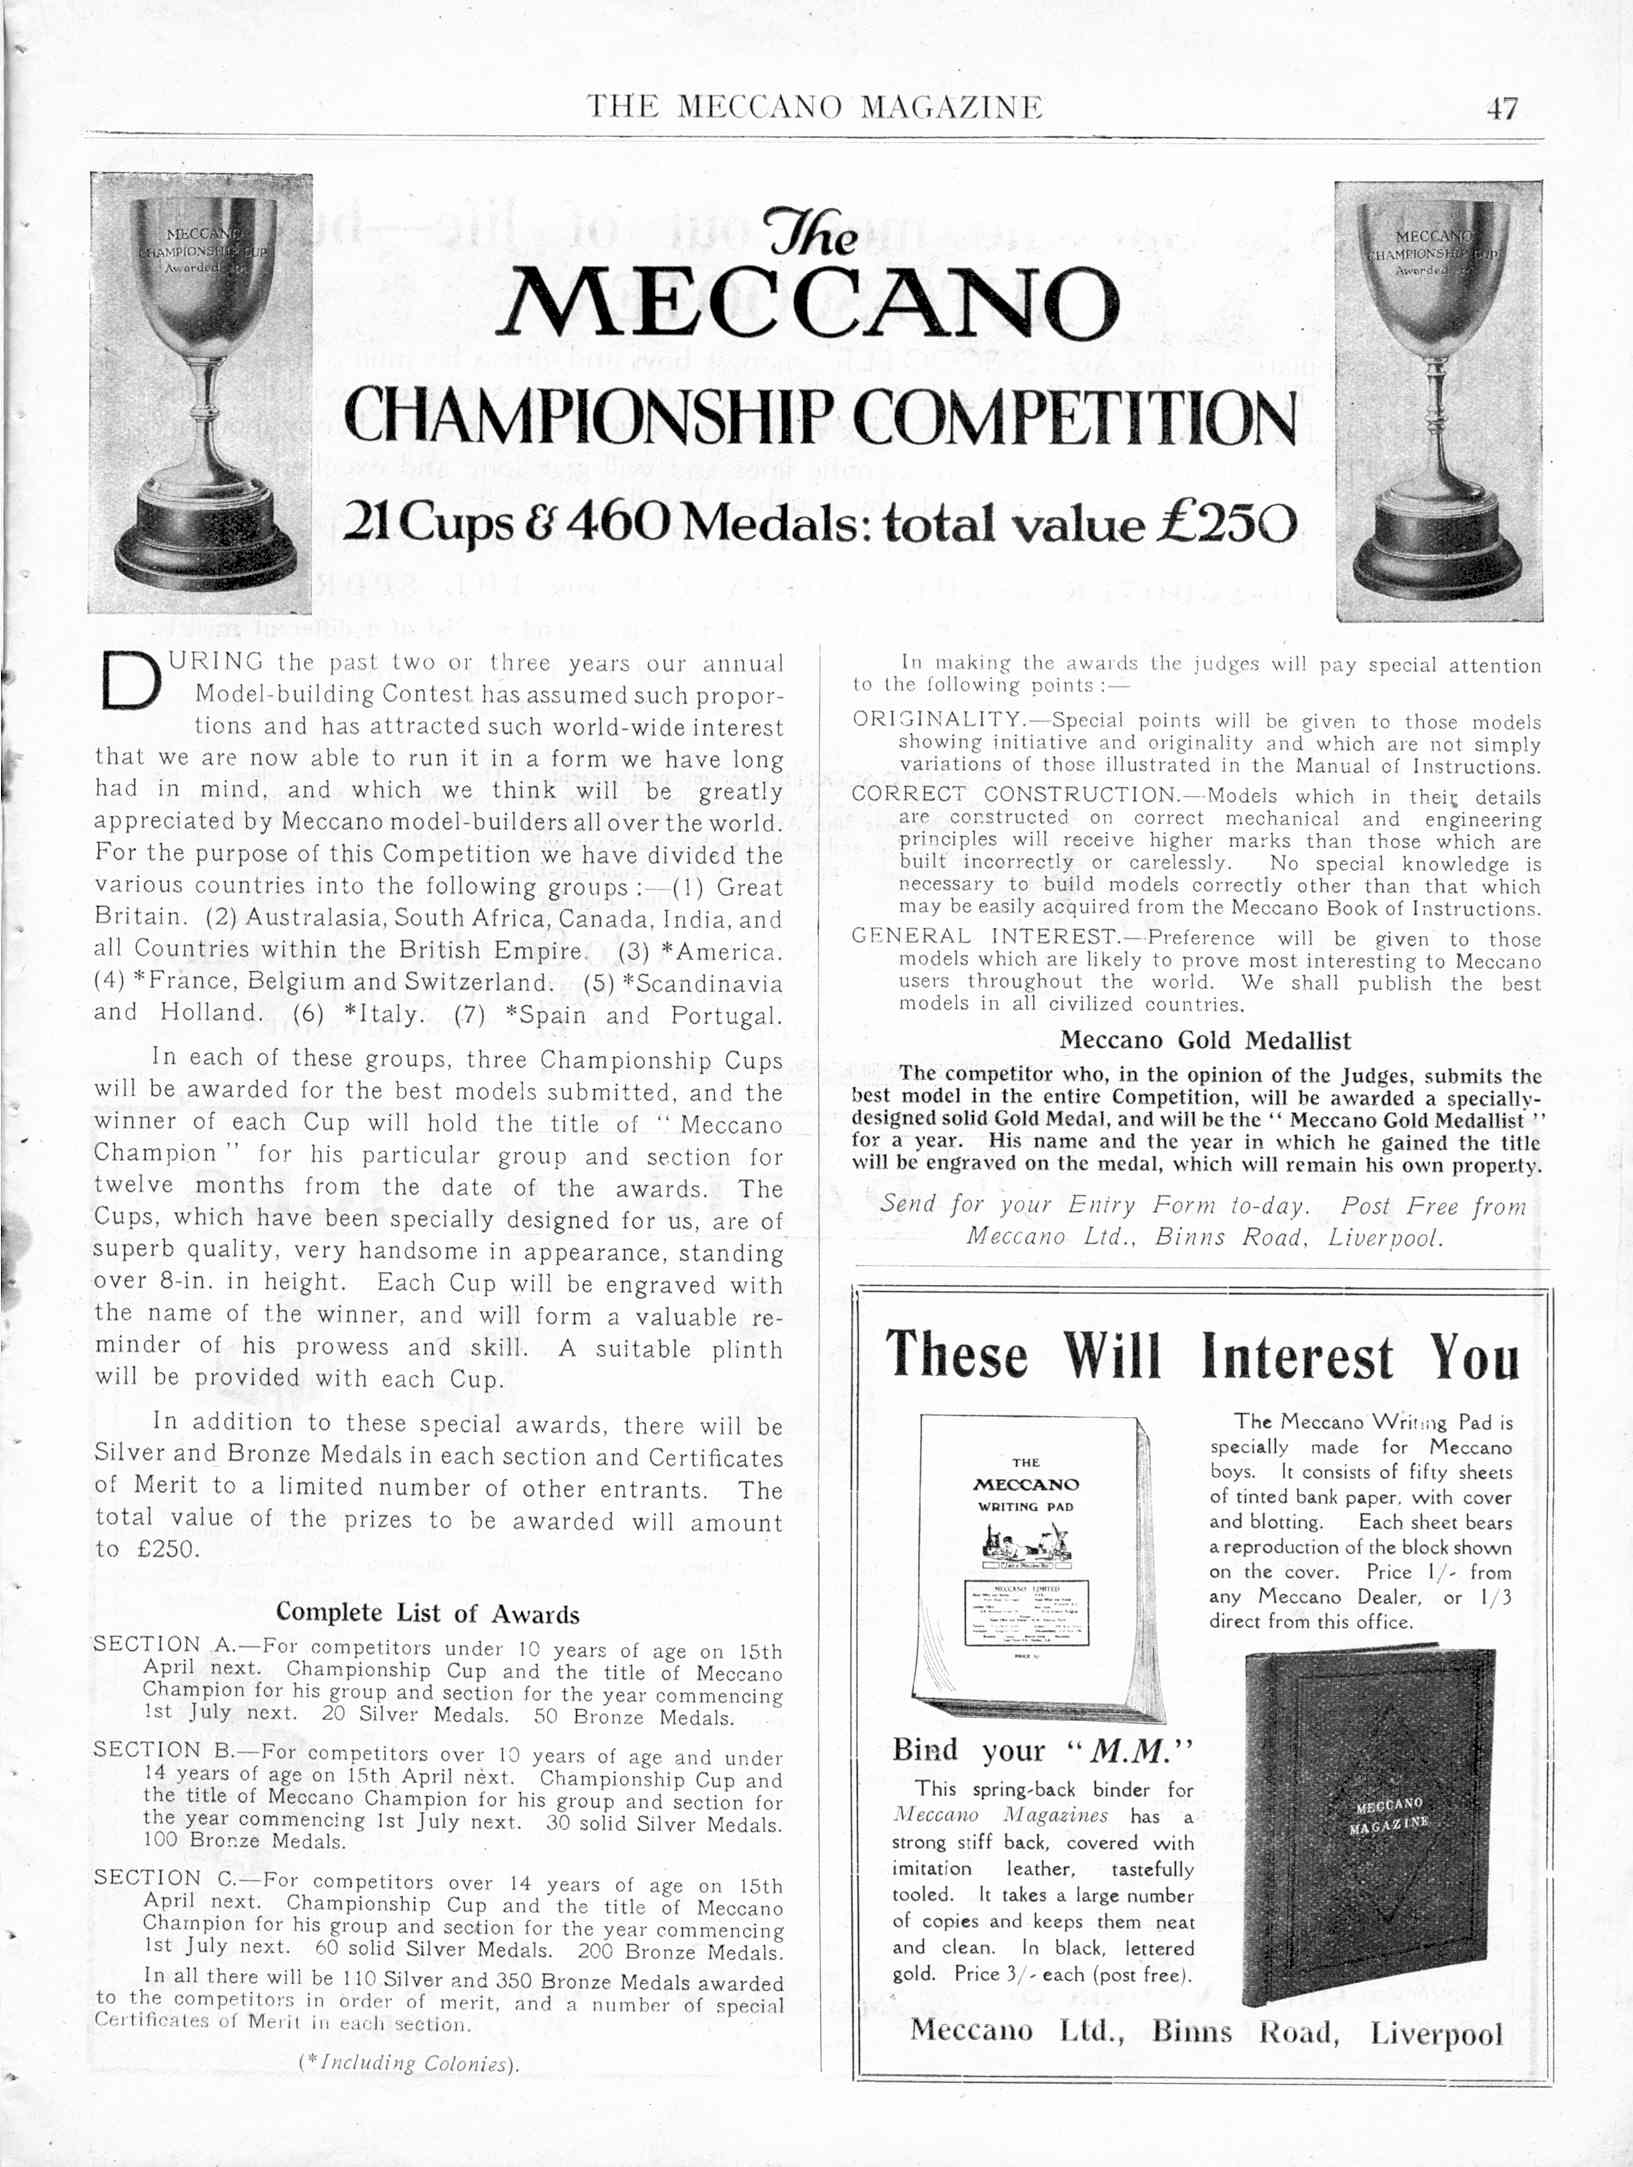 THE MECCANO MAGAZINE 47
MECCANO
CHAMPIONSHIP CUP
Awarded to
The
MECCANO
CHAMPIONSHIP COMPETITION
21 Cups & 460 Medals: total value £250
MECCANO
CHAMPIONSHIP CUP
Awarded to
DURING the past two or three years our annual
Model-building Contest has assumed such propor-
tions and has attracted such world-wide interest
that we are now able to run it in a form we have long
had in mind, and which we think will be greatly
appreciated by Meccano model-builders all over the world.
For the purpose of this Competition we have divided the
various countries into the following groups :—(1) Great
Britain. (2) Australasia, South Africa, Canada, India, and
all Countries within the British Empire. (3) *America.
(4) *France, Belgium and Switzerland. (5) *Scandinavia
and Holland. (6) *Italy. (7) *Spain and Portugal.
In each of these groups, three Championship Cups
will be awarded for the best models submitted, and the
winner of each Cup will hold the title of “ Meccano
Champion ” for his particular group and section for
twelve months from the date of the awards. The
Cups, which have been specially designed for us, are of
superb quality, very handsome in appearance, standing
over 8-in. in height. Each Cup will be engraved with
the name of the winner, and will form a valuable re-
minder of his prowess and skill. A suitable plinth
will be provided with each Cup.
In addition to these special awards, there will be
Silver and Bronze Medals in each section and Certificates
of Merit to a limited number of other entrants. The
total value of the prizes to be awarded will amount
to £250.
Complete List of Awards
SECTION A.—For competitors under 10 years of age on 15th
April next. Championship Cup and the title of Meccano
Champion for his group and section for the year commencing
1st July next. 20 Silver Medals. 50 Bronze Medals.
SECTION B.—For competitors over 10 years of age and under
14 years of age on 15th April next. Championship Cup and
the title of Meccano Champion for his group and section for
the year commencing 1st July next. 30 solid Silver Medals.
100 Bronze Medals.
SECTION C.—For competitors over 14 years of age on 15th
April next. Championship Cup and the title of Meccano
Champion for his group and section for the year commencing
1st July next. 60 solid Silver Medals. 200 Bronze Medals.
In all there will be 110 Silver and 350 Bronze Medals awarded
to the competitors in order of merit, and a number of special
Certificates of Merit in each section.
(*Including Colonies).
In making the awards the judges will pay special attention
to the following points :—
ORIGINALITY.—Special points will be given to those models
showing initiative and originality and which are not simply
variations of those illustrated in the Manual of Instructions.
CORRECT CONSTRUCTION.—Models which in their details
are constructed on correct mechanical and engineering
principles will receive higher marks than those which are
built incorrectly or carelessly. No special knowledge is
necessary to build models correctly other than that which
may be easily acquired from the Meccano Book of Instructions.
GENERAL INTEREST.—Preference will be given to those
models which are likely to prove most interesting to Meccano
users throughout the world. We shall publish the best
models in all civilized countries.
Meccano Gold Medallist
The competitor who, in the opinion of the Judges, submits the
best model in the entire Competition, will be awarded a specially-
designed solid Gold Medal, and will be the “ Meccano Gold Medallist ”
for a year. His name and the year in which he gained the title
will be engraved on the medal, which will remain his own property.
Send for your Entry Form to-day. Post Free from
Meccano Ltd., Binns Road, Liverpool.
These Will Interest You
THE
MECCANO
WRITING PAD
MECCANO LIMITED
The Meccano Writing Pad is
specially made for Meccano
boys. It consists of fifty sheets
of tinted bank paper, with cover
and blotting. Each sheet bears
a reproduction of the block shown
on the cover. Price 1/- from
any Meccano Dealer, or 1/3
direct from this office.
Bind your “M.M.”
This spring-back binder for
Meccano Magazines has a
strong stiff back, covered with
imitation leather, tastefully
tooled. It takes a large number
of copies and keeps them neat
and clean. In black, lettered
gold. Price 3/- each (post free).
MECCANO
MAGAZINE
Meccano Ltd., Binns Road, Liverpool